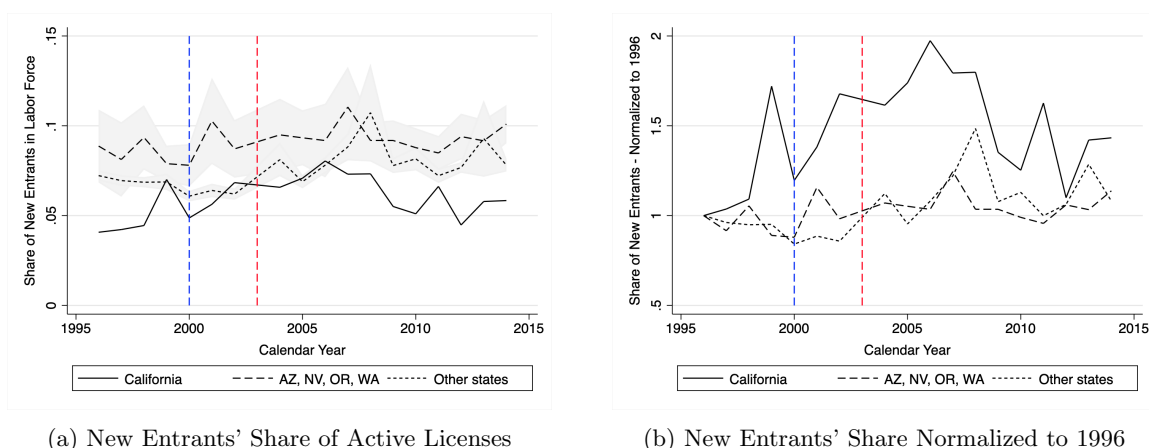 Share of New Entrants in Labor Force
.15
.1
.05
0
1995 2000 2005 2010 2015
Calendar Year
California AZ, NV, OR, WA Other states
(a) New Entrants' Share of Active Licenses
Share of New Entrants - Normalized to 1996
2
1.5
1
.5
1995 2000 2005 2010 2015
Calendar Year
California AZ, NV, OR, WA Other states
(b) New Entrants' Share Normalized to 1996